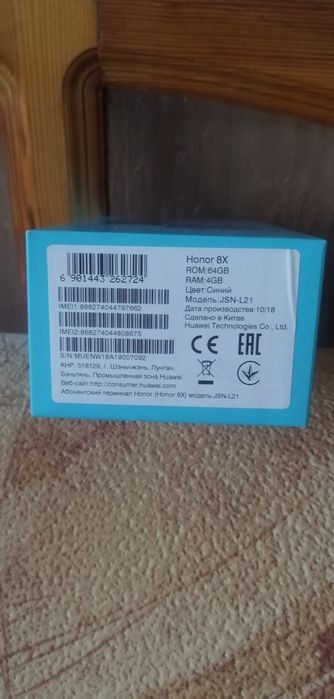 Honor 8X
ROM:64GB
RAM:4GB
Цвет:Синий
Модель:JSN-L21
Дата производства:10/18
Сделано в Китае
Huawei Technologies Co., Ltd.
6 901443 262724
IMEI1:868274044797662
IMEI2:868274044808675
S/N:MUENW18A19007092
КНР, 518129, г. Шэньчжэнь, Лунган,
Баньтянь, Промышленная зона Huawei
Веб-сайт:http://consumer.huawei.com
Абонентский терминал Honor (Honor 8X) модель JSN-L21
CE
EAC